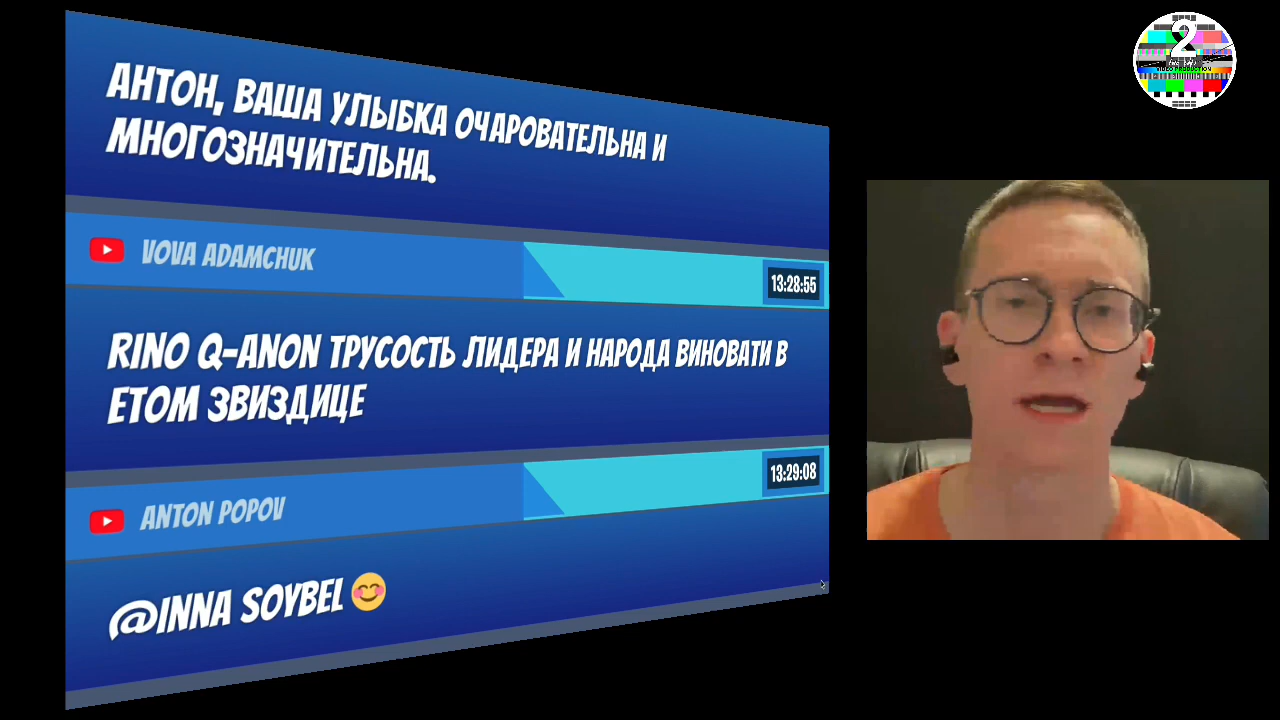 АНТОН, ВАША УЛЫБКА ОЧАРОВАТЕЛЬНА И
МНОГОЗНАЧИТЕЛЬНА.
VOVA ADAMCHUK
13:28:55
RINO Q-ANON ТРУСОСТЬ ЛИДЕРА И НАРОДА ВИНОВАТИ В
ЕТОМ ЗВИЗДИЦЕ
ANTON POPOV
13:29:08
@INNA SOYBEL 😊
2